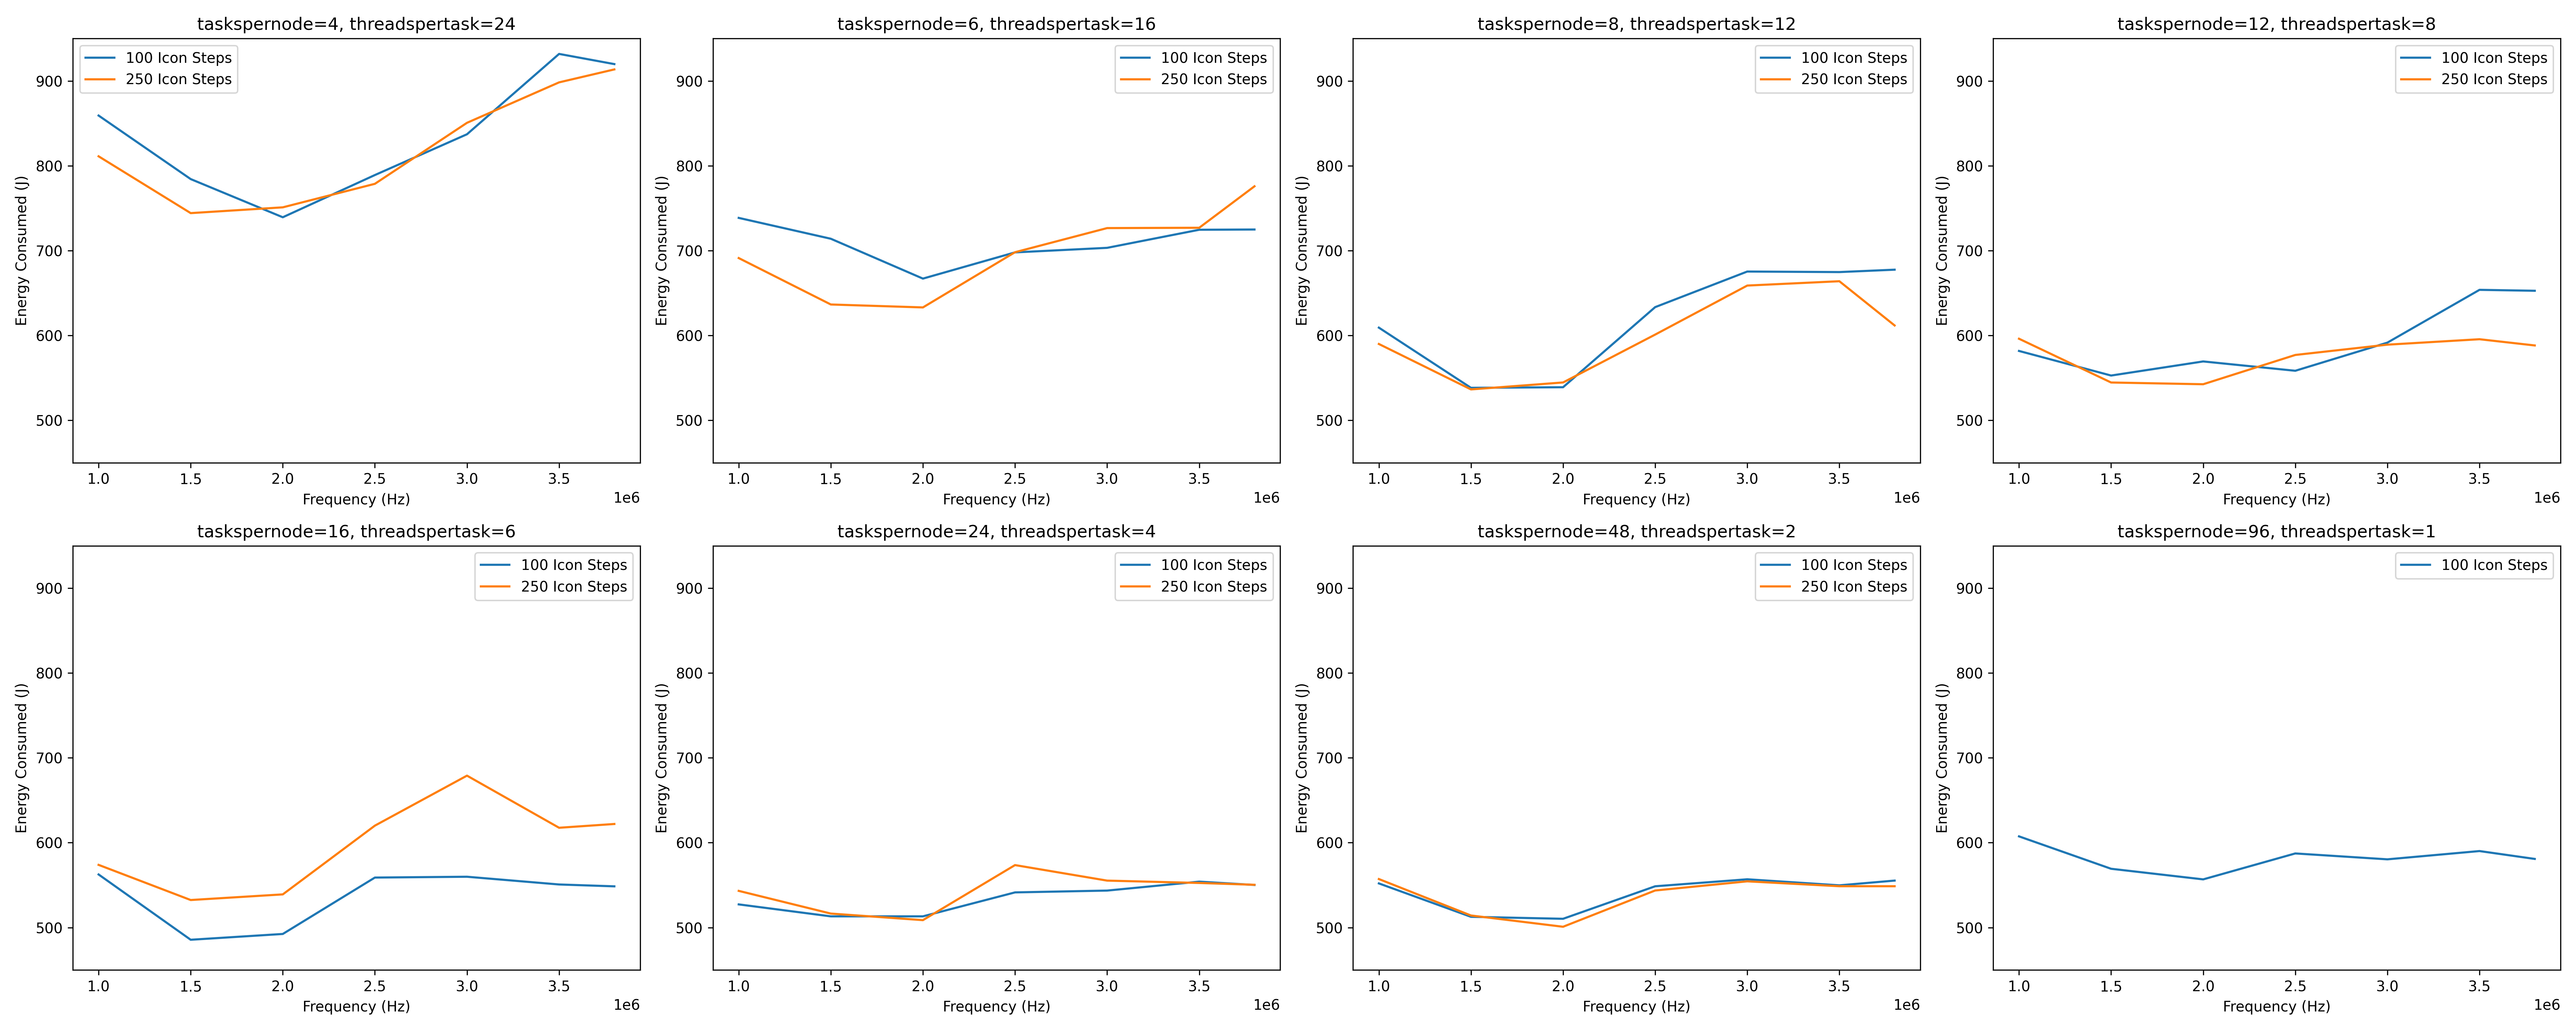 taskspernode=4, threadspertask=24
100 Icon Steps
250 Icon Steps
Energy Consumed (J)
900
800
700
600
500
1.0 1.5 2.0 2.5 3.0 3.5
Frequency (Hz)
1e6
taskspernode=6, threadspertask=16
100 Icon Steps
250 Icon Steps
Energy Consumed (J)
900
800
700
600
500
1.0 1.5 2.0 2.5 3.0 3.5
Frequency (Hz)
1e6
taskspernode=8, threadspertask=12
100 Icon Steps
250 Icon Steps
Energy Consumed (J)
900
800
700
600
500
1.0 1.5 2.0 2.5 3.0 3.5
Frequency (Hz)
1e6
taskspernode=12, threadspertask=8
100 Icon Steps
250 Icon Steps
Energy Consumed (J)
900
800
700
600
500
1.0 1.5 2.0 2.5 3.0 3.5
Frequency (Hz)
1e6
taskspernode=16, threadspertask=6
100 Icon Steps
250 Icon Steps
Energy Consumed (J)
900
800
700
600
500
1.0 1.5 2.0 2.5 3.0 3.5
Frequency (Hz)
1e6
taskspernode=24, threadspertask=4
100 Icon Steps
250 Icon Steps
Energy Consumed (J)
900
800
700
600
500
1.0 1.5 2.0 2.5 3.0 3.5
Frequency (Hz)
1e6
taskspernode=48, threadspertask=2
100 Icon Steps
250 Icon Steps
Energy Consumed (J)
900
800
700
600
500
1.0 1.5 2.0 2.5 3.0 3.5
Frequency (Hz)
1e6
taskspernode=96, threadspertask=1
100 Icon Steps
Energy Consumed (J)
900
800
700
600
500
1.0 1.5 2.0 2.5 3.0 3.5
Frequency (Hz)
1e6